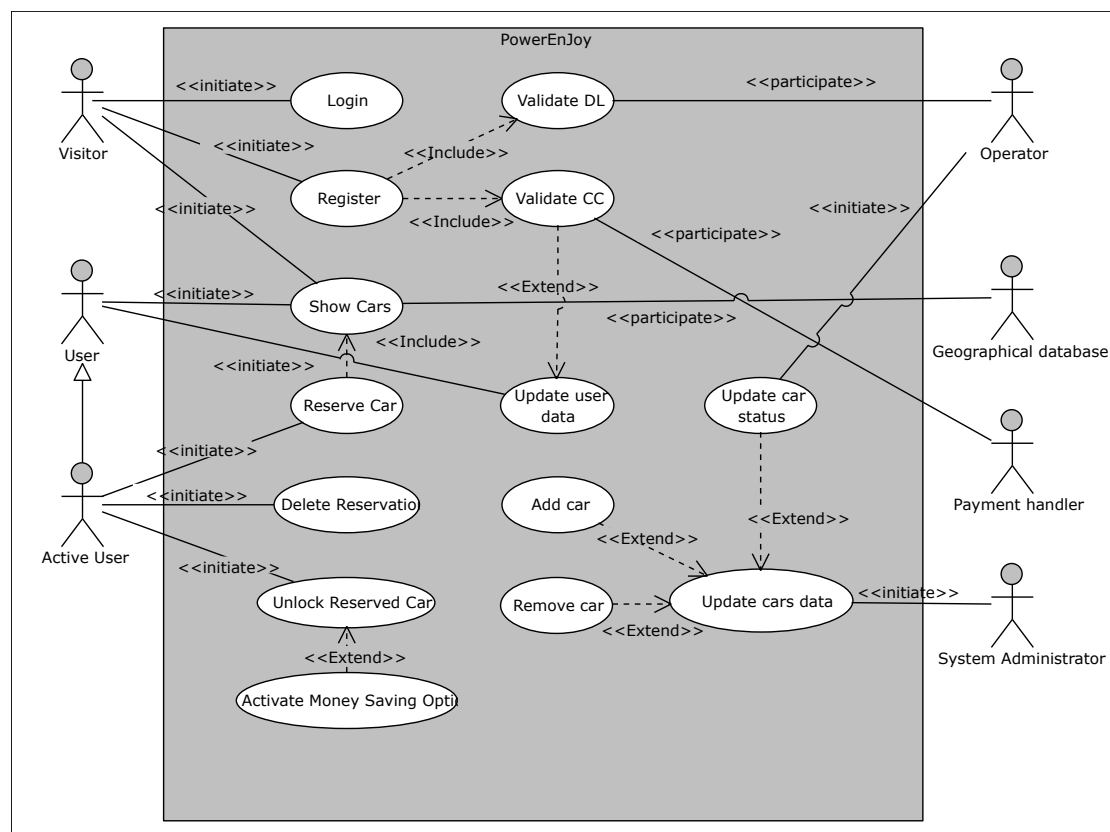 PowerEnJoy
<<initiate>>
<<participate>>
Login
Validate DL
Visitor
Operator
<<initiate>>
<<Include>>
Register
Validate CC
<<initiate>>
<<Include>>
<<initiate>>
<<participate>>
User
<<initiate>>
Show Cars
<<Extend>>
<<participate>>
Geographical database
<<Include>>
<<initiate>>
Reserve Car
Update user
data
Update car
status
<<initiate>>
Active User
<<initiate>>
Delete Reservatio
Add car
<<Extend>>
Payment handler
<<Extend>>
<<initiate>>
Unlock Reserved Car
Remove car
<<Extend>>
Update cars data
<<initiate>>
System Administrator
<<Extend>>
Activate Money Saving Opti